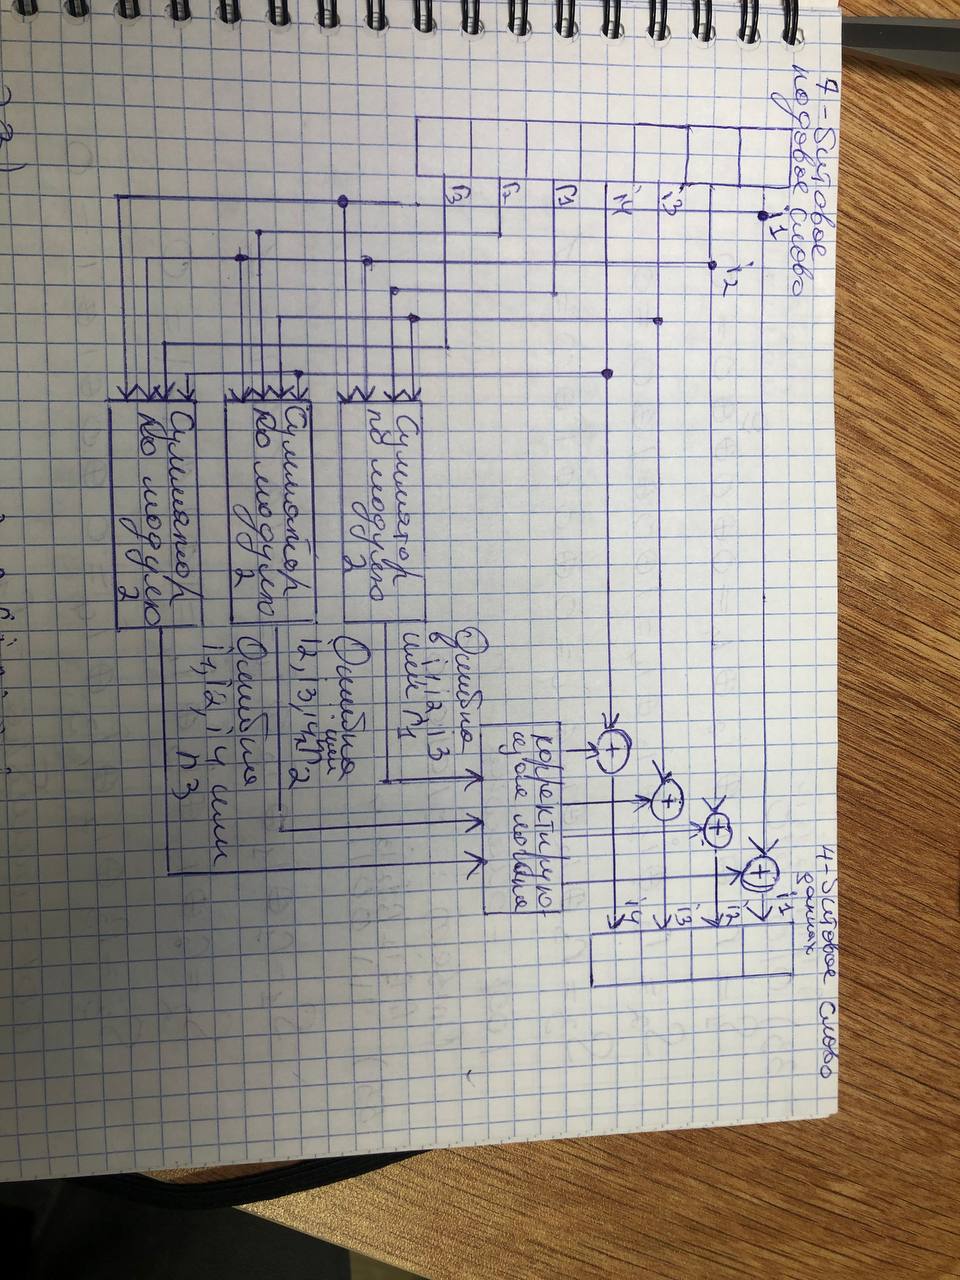 7-битовое
кодовое слово
i1
i2
i3
i4
r1
r2
r3
Сумматор
по модулю
2
Сумматор
по модулю
2
Сумматор
по модулю
2
Ошибка
в i1, i2, i3
или r1
Ошибка
или
i2, i3, i4, r2
Ошибка
i1, i2, i4 или
r3
корректирую-
щая логика
4-битовое слово
данных
i1
i2
i3
i4